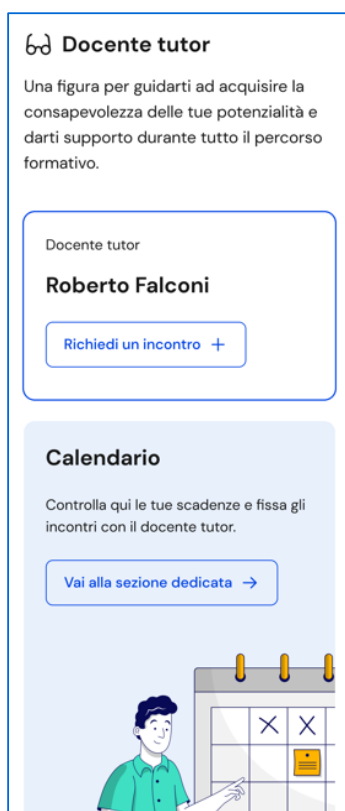 Docente tutor
Una figura per guidarti ad acquisire la
consapevolezza delle tue potenzialità e
darti supporto durante tutto il percorso
formativo.
Docente tutor
Roberto Falconi
Richiedi un incontro +
Calendario
Controlla qui le tue scadenze e fissa gli
incontri con il docente tutor.
Vai alla sezione dedicata →